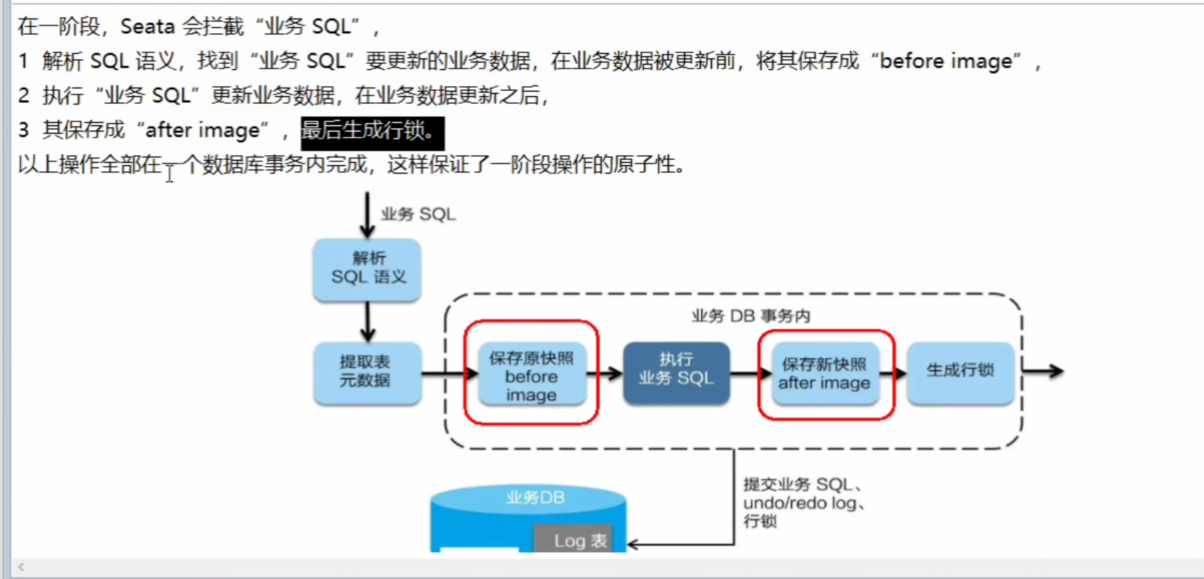 在一阶段，Seata 会拦截“业务 SQL”，
1 解析 SQL 语义，找到“业务 SQL”要更新的业务数据，在业务数据被更新前，将其保存成“before image”，
2 执行“业务 SQL”更新业务数据，在业务数据更新之后，
3 其保存成“after image”，最后生成行锁。
以上操作全部在一个数据库事务内完成，这样保证了一阶段操作的原子性。
业务 SQL
解析
SQL 语义
业务 DB 事务内
提取表
元数据
保存原快照
before
image
执行
业务 SQL
保存新快照
after image
生成行锁
提交业务 SQL、
undo/redo log、
行锁
业务DB
Log 表